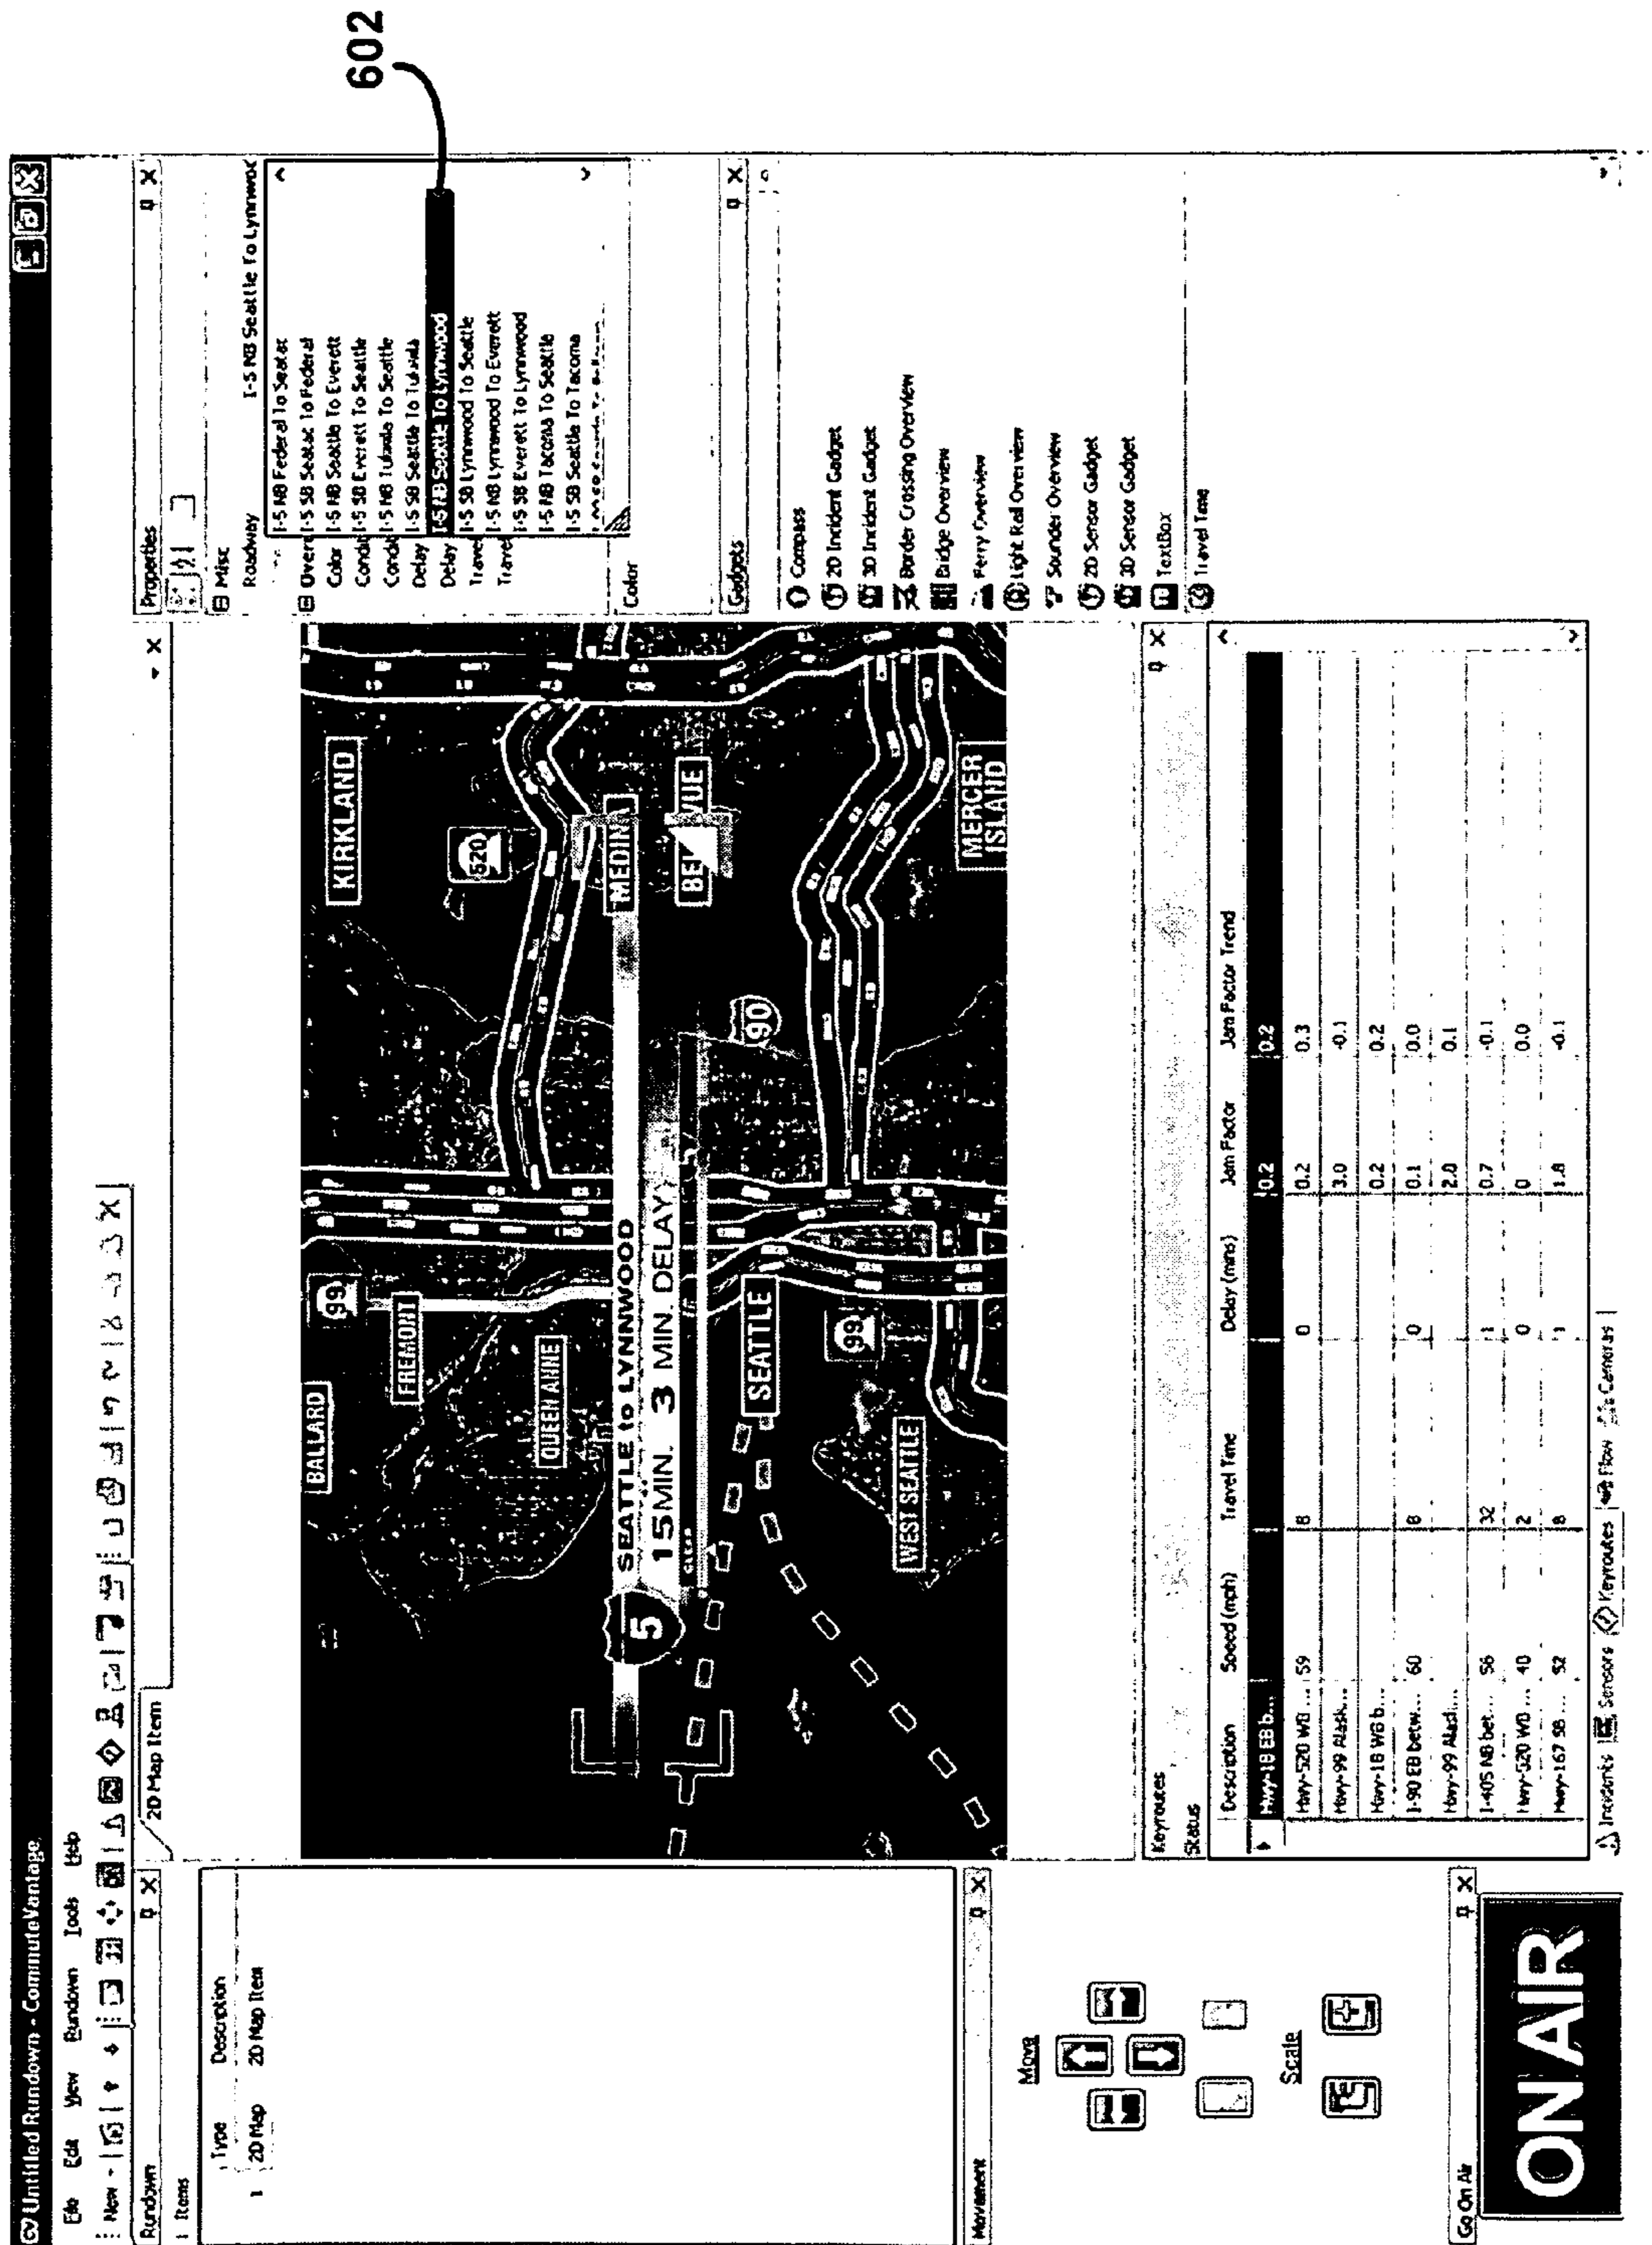 602
Untitled Rundown - CommuteVantage
File Edit View Rundown Tools Help
New
Rundown
1 Items
Type Description
1 2D Map 2D Map Item
Movement
Move
Scale
Go On Air
ON AIR
2D Map Item
BALLARD
FREMONT
99
KIRKLAND
520
QUEEN ANNE
MEDINA
5
SEATTLE to LYNNWOOD
15 MIN. 3 MIN. DELAY
SEATTLE
90
WEST SEATTLE
99
MERCER
ISLAND
Properties
Misc
Roadway I-5 NB Seattle To Lynnwood
I-5 NB Federal To Seatac
I-5 SB Seatac To Federal
I-5 NB Seattle To Everett
I-5 SB Everett To Seattle
I-5 NB Tukwila To Seattle
I-5 SB Seattle To Tukwila
I-5 NB Seattle To Lynnwood
I-5 SB Lynnwood To Seattle
I-5 NB Lynnwood To Everett
I-5 SB Everett To Lynnwood
I-5 NB Tacoma To Seattle
I-5 SB Seattle To Tacoma
Color
Delay
Delay
Color
Gadgets
Compass
2D Incident Gadget
3D Incident Gadget
Border Crossing Overview
Bridge Overview
Ferry Overview
Light Rail Overview
Sounder Overview
2D Sensor Gadget
3D Sensor Gadget
TextBox
Travel Time
Keyroutes
Status
Description Speed (mph) Travel Time Delay (mns) Jam Factor Jam Factor Trend
Hwy-18 EB b... 0.2 0.2
Hwy-520 WB ... 59 8 0 0.2 0.3
Hwy-99 Alask... 3.0 -0.1
Hwy-18 WB b... 0.2 0.2
I-90 EB betw... 60 8 0 0.1 0.0
Hwy-99 Alask... 2.0 0.1
I-405 NB bet... 56 32 1 0.7 -0.1
Hwy-520 WB ... 40 2 0 0 0.0
Hwy-167 SB ... 52 8 1 1.8 -0.1
Incidents Sensors Keyroutes Flow Cameras